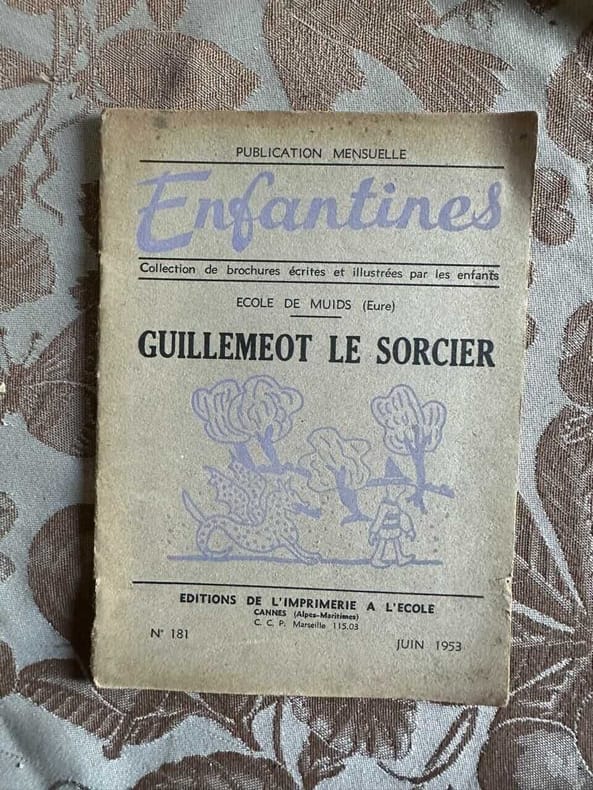 PUBLICATION MENSUELLE
Enfantines
Collection de brochures écrites et illustrées par les enfants
ECOLE DE MUIDS (Eure)
GUILLEMEOT LE SORCIER
EDITIONS DE L'IMPRIMERIE A L'ECOLE
CANNES (Alpes-Maritimes)
C. C. P. Marseille 115.03
N° 181
JUIN 1953